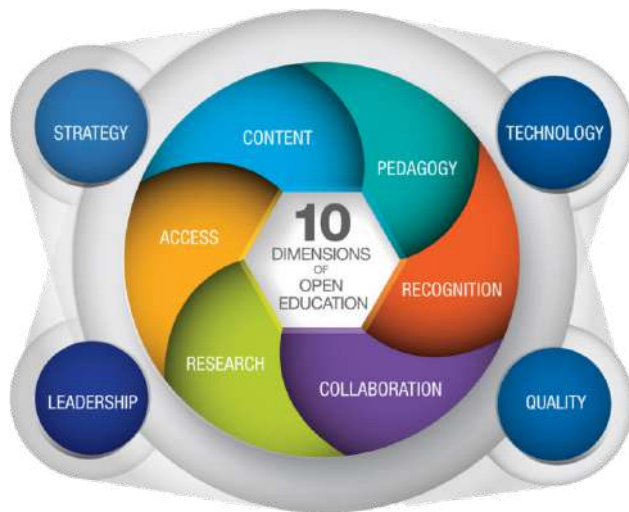 STRATEGY
CONTENT
TECHNOLOGY
PEDAGOGY
ACCESS
10
DIMENSIONS
OF
OPEN
EDUCATION
RECOGNITION
RESEARCH
COLLABORATION
LEADERSHIP
QUALITY